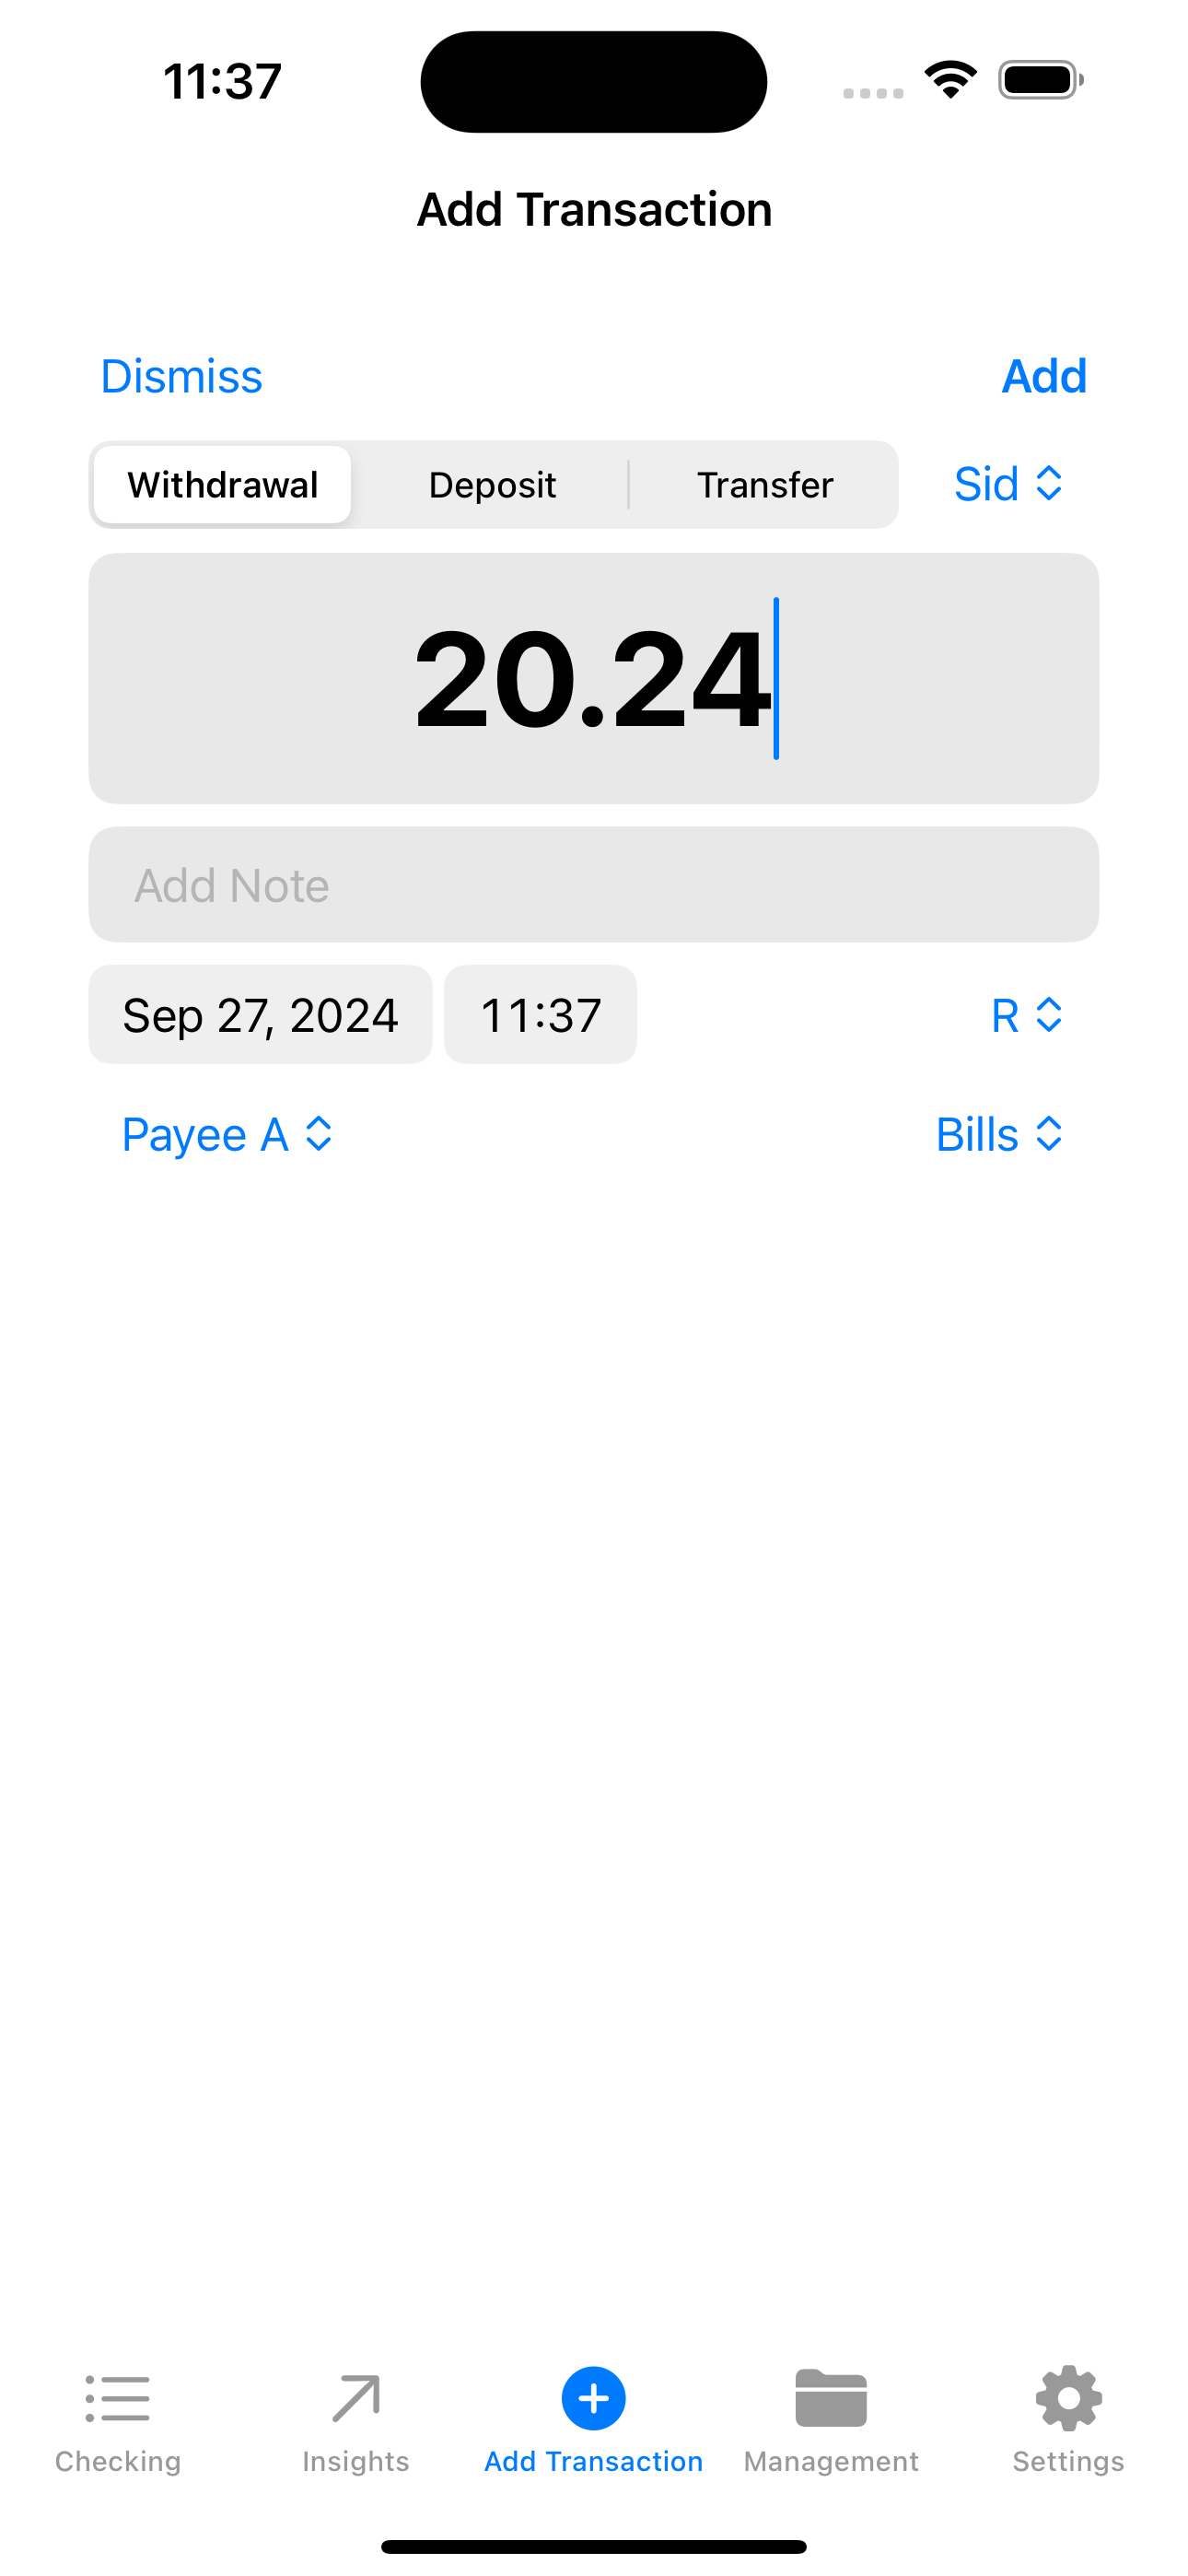 11:37
Add Transaction
Dismiss Add
Withdrawal Deposit Transfer Sid
20.24
Add Note
Sep 27, 2024 11:37 R
Payee A Bills
Checking Insights Add Transaction Management Settings